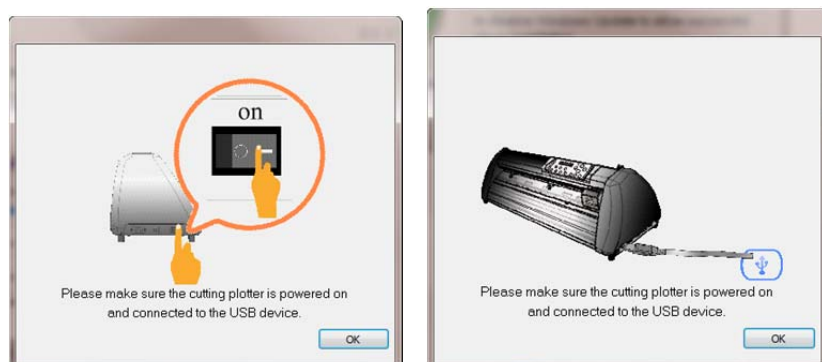 on
Please make sure the cutting plotter is powered on
and connected to the USB device.
OK
Please make sure the cutting plotter is powered on
and connected to the USB device.
OK